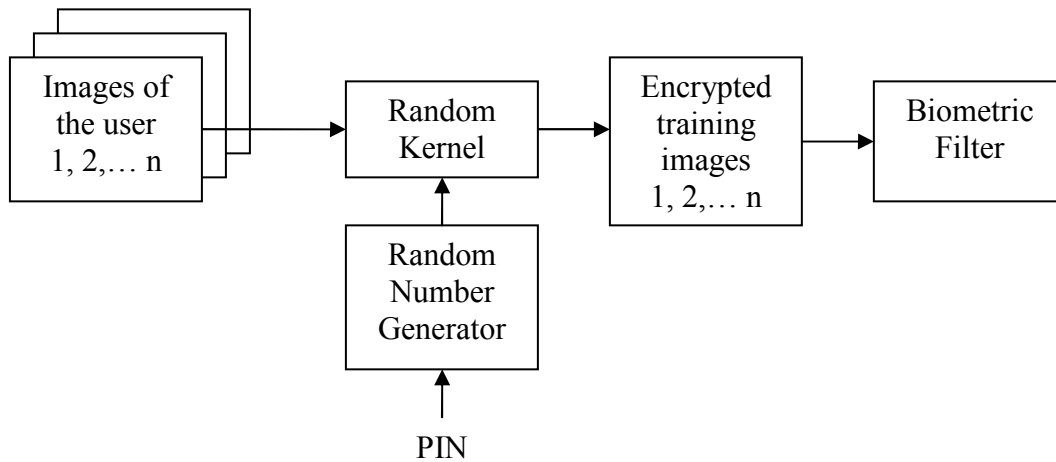 Images of
the user
1, 2,... n
Random
Kernel
Encrypted
training
images
1, 2,... n
Biometric
Filter
Random
Number
Generator
PIN